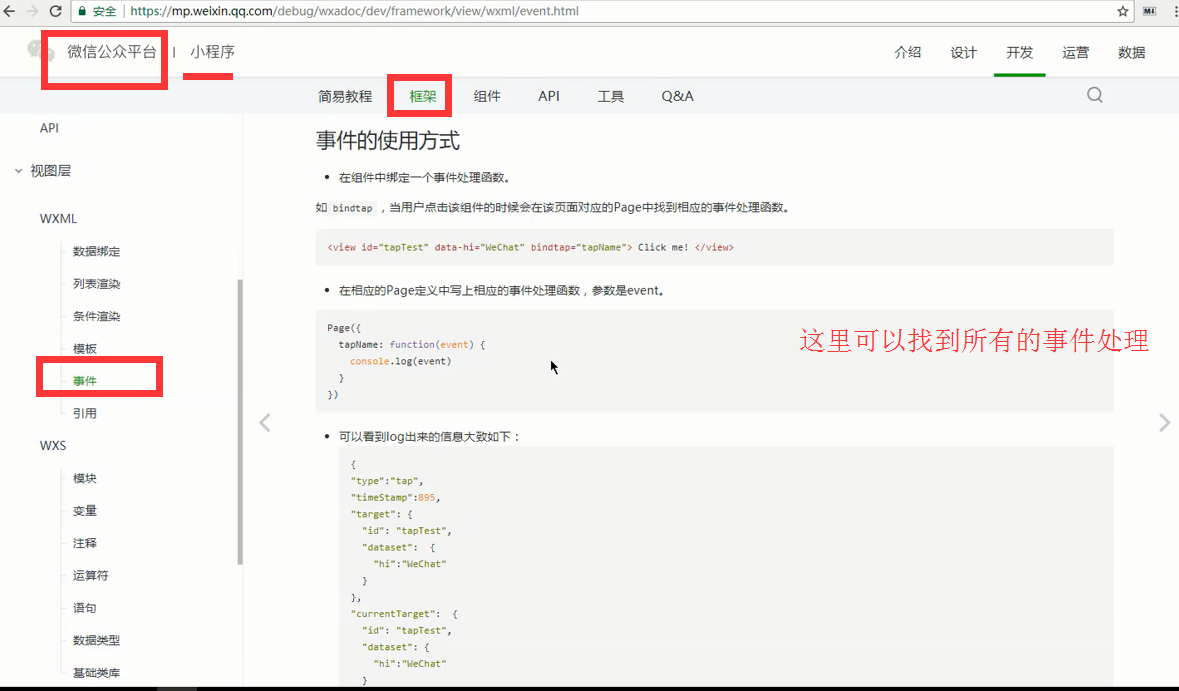 安全 https://mp.weixin.qq.com/debug/wxadoc/dev/framework/view/wxml/event.html
微信公众平台 | 小程序 介绍 设计 开发 运营 数据
简易教程 框架 组件 API 工具 Q&A
API
视图层
WXML
数据绑定
列表渲染
条件渲染
模板
事件
引用
WXS
模块
变量
注释
运算符
语句
数据类型
基础类库
事件的使用方式
• 在组件中绑定一个事件处理函数。
如 bindtap ，当用户点击该组件的时候会在该页面对应的Page中找到相应的事件处理函数。
<view id="tapTest" data-hi="WeChat" bindtap="tapName"> Click me! </view>
• 在相应的Page定义中写上相应的事件处理函数，参数是event。
Page({
tapName: function(event) {
console.log(event)
}
})
这里可以找到所有的事件处理
• 可以看到log出来的信息大致如下：
{
"type":"tap",
"timeStamp":895,
"target": {
"id": "tapTest",
"dataset": {
"hi":"WeChat"
}
},
"currentTarget": {
"id": "tapTest",
"dataset": {
"hi":"WeChat"
}